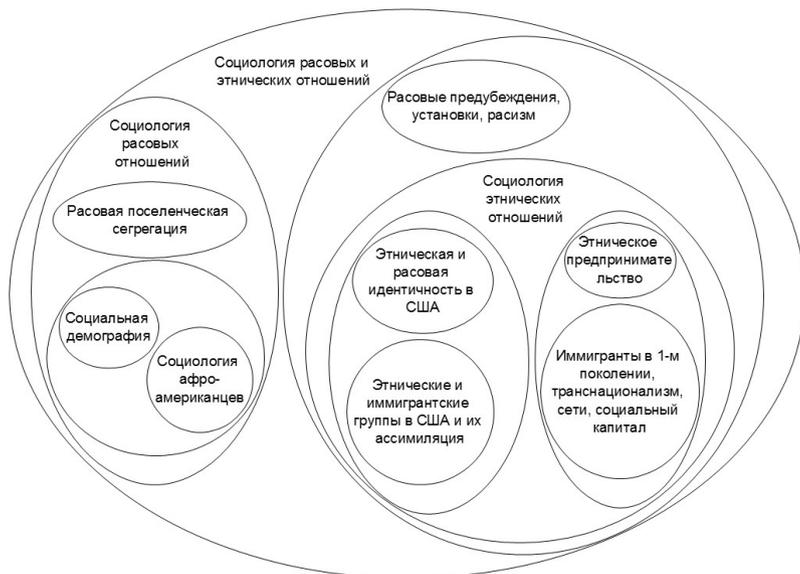 Социология расовых и
этнических отношений
Расовые предубеждения,
установки, расизм
Социология
расовых
отношений
Расовая поселенческая
сегрегация
Социальная
демография
Социология
афро-
американцев
Социология
этнических
отношений
Этническая и
расовая
идентичность в
США
Этнические и
иммигрантские
группы в США и их
ассимиляция
Этническое
предпринимате
льство
Иммигранты в 1-м
поколении,
транснационализм,
сети, социальный
капитал